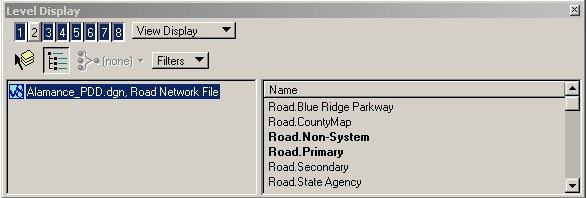 Level Display
1 2 3 4 5 6 7 8 View Display
(none) Filters
Alamance_PDD.dgn, Road Network File
Name
Road.Blue Ridge Parkway
Road.CountyMap
Road.Non-System
Road.Primary
Road.Secondary
Road.State Agency